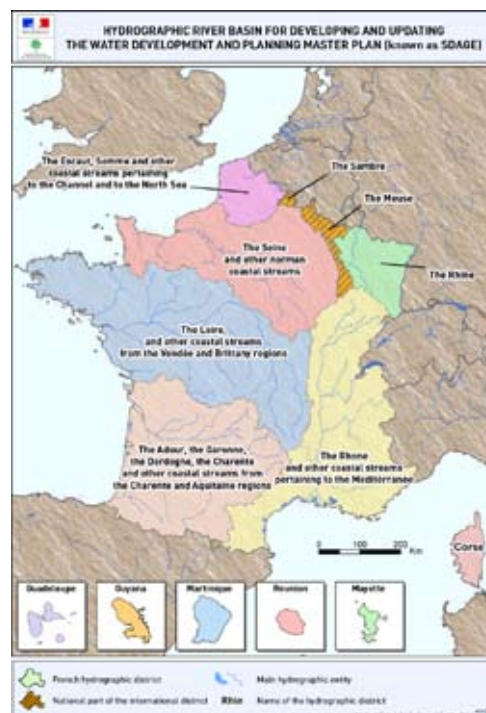 HYDROGRAPHIC RIVER BASIN FOR DEVELOPING AND UPDATING
THE WATER DEVELOPMENT AND PLANNING MASTER PLAN (known as SDAGE)
The Escaut, Somme and other
coastal streams pertaining
to the Channel and to the North Sea
The Sambre
The Meuse
The Seine
and other norman
coastal streams
The Rhine
The Loire,
and other coastal streams
from the Vendée and Brittany regions
The Adour, the Garonne,
the Dordogne, the Charente
and other coastal streams from
the Charente and Aquitaine regions
The Rhone
and other coastal streams
pertaining to the Mediterranee
0 100 200
Km
Corse
Guadeloupe
Guyana
Martinique
Réunion
Mayotte
French hydrographic district
Main hydrographic entity
National part of the international district
Rhin
Name of the hydrographic district